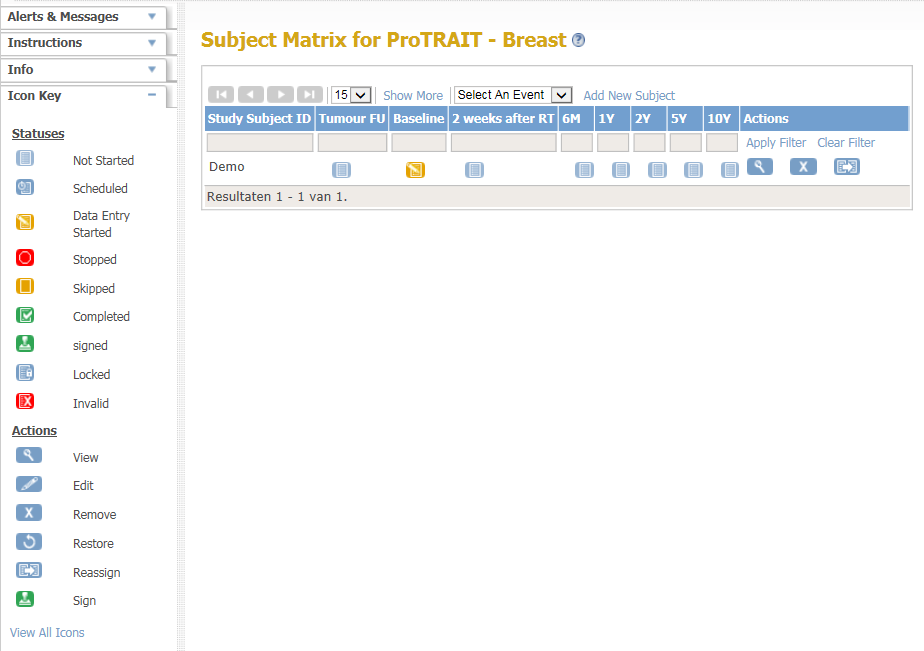 Alerts & Messages
Instructions
Info
Icon Key
Statuses
Not Started
Scheduled
Data Entry
Started
Stopped
Skipped
Completed
signed
Locked
Invalid
Actions
View
Edit
X Remove
Restore
Reassign
Sign
View All Icons
Subject Matrix for ProTRAIT - Breast ?
15 Show More Select An Event Add New Subject
Study Subject ID Tumour FU Baseline 2 weeks after RT 6M 1Y 2Y 5Y 10Y Actions
Apply Filter Clear Filter
Demo X
Resultaten 1 - 1 van 1.